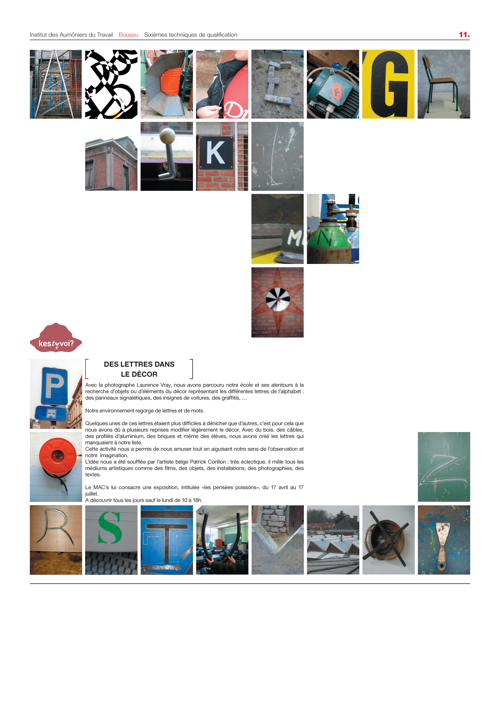 Institut des Aumôniers du Travail Boussu Sixièmes techniques de qualification 11.
G
K
M
N
kestyvoi?
P
DES LETTRES DANS
LE DÉCOR
Avec la photographe Laurence Vray, nous avons parcouru notre école et ses alentours à la
recherche d'objets ou d'éléments du décor représentant les différentes lettres de l'alphabet :
des panneaux signalétiques, des insignes de voitures, des graffitis, …
Notre environnement regorge de lettres et de mots.
Quelques unes de ces lettres étaient plus difficiles à dénicher que d'autres, c'est pour cela que
nous avons dû à plusieurs reprises modifier légèrement le décor. Avec du bois, des câbles,
des profilés d'aluminium, des briques et même des élèves, nous avons créé les lettres qui
manquaient à notre liste.
Cette activité nous a permis de nous amuser tout en aiguisant notre sens de l'observation et
notre imagination.
L'idée nous a été soufflée par l'artiste belge Patrick Corillon : très éclectique, il mêle tous les
médiums artistiques comme des films, des objets, des installations, des photographies, des
textes.
Le MAC's lui consacre une exposition, intitulée «les pensées poissons», du 17 avril au 17
juillet.
A découvrir tous les jours sauf le lundi de 10 à 18h.
R
S